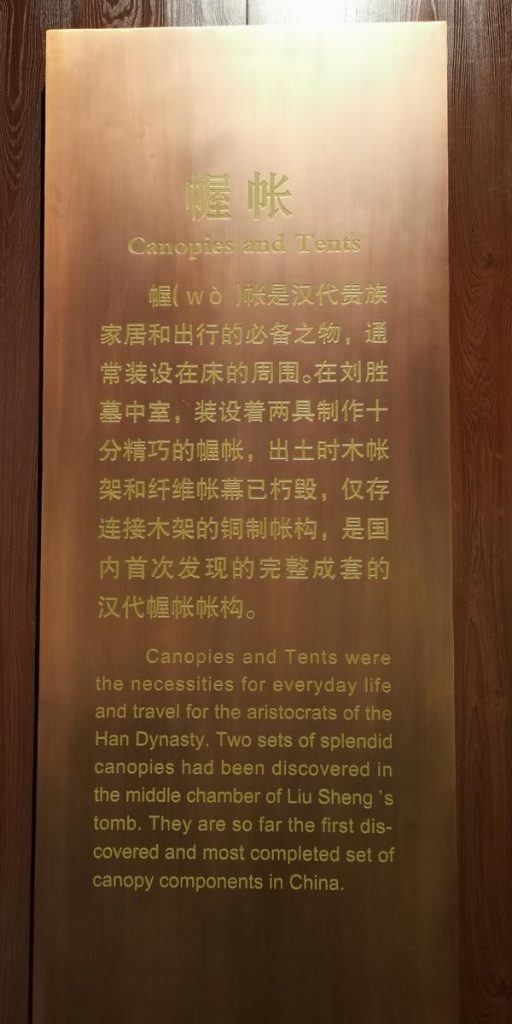 幄帐
Canopies and Tents
幄(wò)帐是汉代贵族
家居和出行的必备之物，通
常装设在床的周围。在刘胜
墓中室，装设着两具制作十
分精巧的幄帐，出土时木帐
架和纤维帐幕已朽毁，仅存
连接木架的铜制帐构，是国
内首次发现的完整成套的
汉代幄帐帐构。
Canopies and Tents were
the necessities for everyday life
and travel for the aristocrats of the
Han Dynasty. Two sets of splendid
canopies had been discovered in
the middle chamber of Liu Sheng 's
tomb. They are so far the first dis-
covered and most completed set of
canopy components in China.